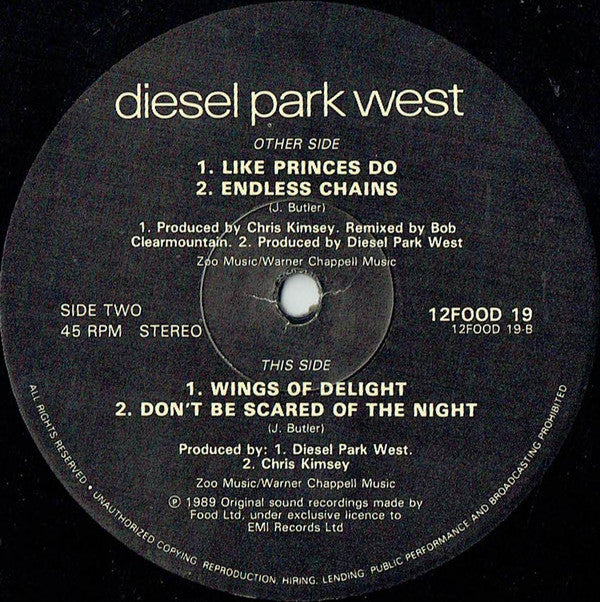 diesel park west
OTHER SIDE
1. LIKE PRINCES DO
2. ENDLESS CHAINS
(J. Butler)
1. Produced by Chris Kimsey. Remixed by Bob
Clearmountain. 2. Produced by Diesel Park West
Zoo Music/Warner Chappell Music
SIDE TWO
45 RPM STEREO
12FOOD 19
12FOOD 19-B
THIS SIDE
1. WINGS OF DELIGHT
2. DON'T BE SCARED OF THE NIGHT
(J. Butler)
Produced by: 1. Diesel Park West.
2. Chris Kimsey
Zoo Music/Warner Chappell Music
℗ 1989 Original sound recordings made by
Food Ltd, under exclusive licence to
EMI Records Ltd
ALL RIGHTS RESERVED • UNAUTHORIZED COPYING, REPRODUCTION, HIRING, LENDING, PUBLIC PERFORMANCE AND BROADCASTING PROHIBITED